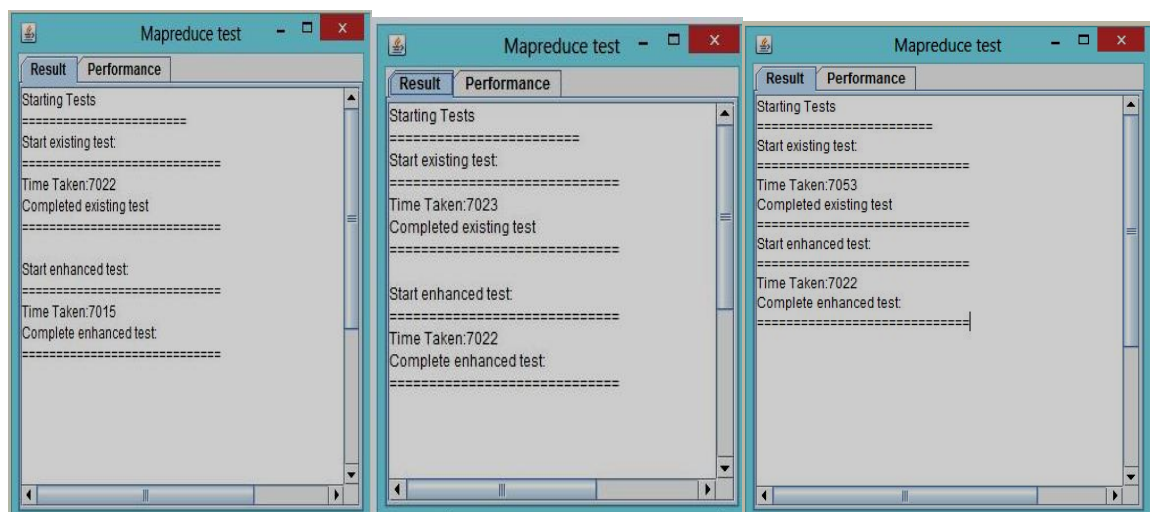 Mapreduce test
Result Performance
Starting Tests
========================
Start existing test:
=============================
Time Taken:7022
Completed existing test
=============================
Start enhanced test:
=============================
Time Taken:7015
Complete enhanced test:
=============================
Mapreduce test
Result Performance
Starting Tests
========================
Start existing test:
=============================
Time Taken:7023
Completed existing test
=============================
Start enhanced test:
=============================
Time Taken:7022
Complete enhanced test:
=============================
Mapreduce test
Result Performance
Starting Tests
========================
Start existing test:
=============================
Time Taken:7053
Completed existing test
=============================
Start enhanced test:
=============================
Time Taken:7022
Complete enhanced test:
=============================